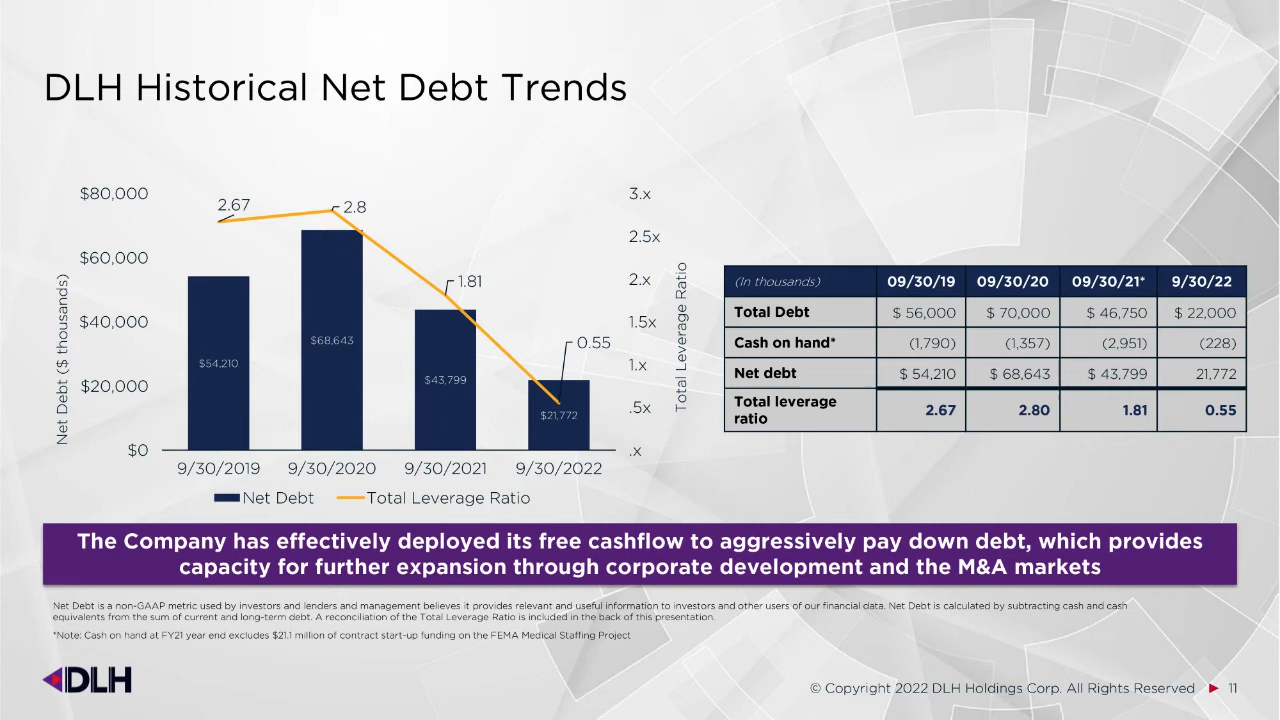 DLH Historical Net Debt Trends
$80,000
$60,000
$40,000
$20,000
$0
Net Debt ($ thousands)
2.67
2.8
1.81
0.55
$54,210
$68,643
$43,799
$21,772
3.x
2.5x
2.x
1.5x
1.x
.5x
.x
Total Leverage Ratio
9/30/2019 9/30/2020 9/30/2021 9/30/2022
Net Debt Total Leverage Ratio
(In thousands) 09/30/19 09/30/20 09/30/21* 9/30/22
Total Debt $ 56,000 $ 70,000 $ 46,750 $ 22,000
Cash on hand* (1,790) (1,357) (2,951) (228)
Net debt $ 54,210 $ 68,643 $ 43,799 21,772
Total leverage
ratio 2.67 2.80 1.81 0.55
The Company has effectively deployed its free cashflow to aggressively pay down debt, which provides
capacity for further expansion through corporate development and the M&A markets
Net Debt is a non-GAAP metric used by investors and lenders and management believes it provides relevant and useful information to investors and other users of our financial data. Net Debt is calculated by subtracting cash and cash
equivalents from the sum of current and long-term debt. A reconciliation of the Total Leverage Ratio is included in the back of this presentation.
*Note: Cash on hand at FY21 year end excludes $21.1 million of contract start-up funding on the FEMA Medical Staffing Project
DLH
© Copyright 2022 DLH Holdings Corp. All Rights Reserved ► 11